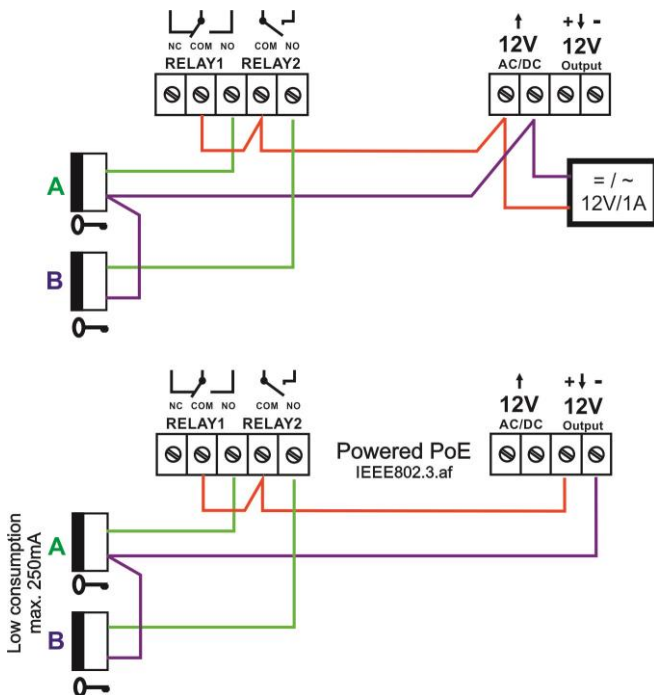 NC COM NO COM NO
RELAY1 RELAY2
12V 12V
AC/DC Output
+ -
A
B
= / ~
12V/1A
NC COM NO COM NO
RELAY1 RELAY2
Powered PoE
IEEE802.3.af
+ -
12V 12V
AC/DC Output
Low consumption
max. 250mA
A
B